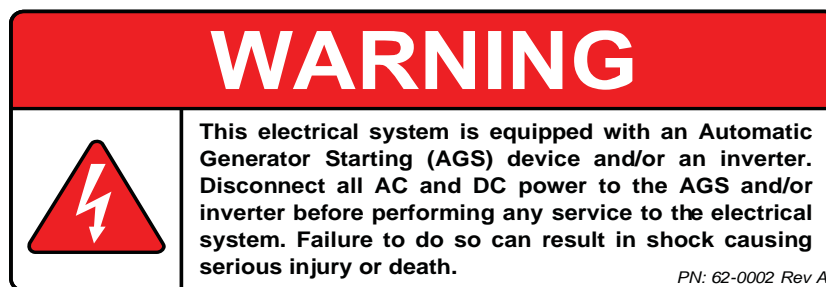 WARNING
This electrical system is equipped with an Automatic
Generator Starting (AGS) device and/or an inverter.
Disconnect all AC and DC power to the AGS and/or
inverter before performing any service to the electrical
system. Failure to do so can result in shock causing
serious injury or death.
PN: 62-0002 Rev A